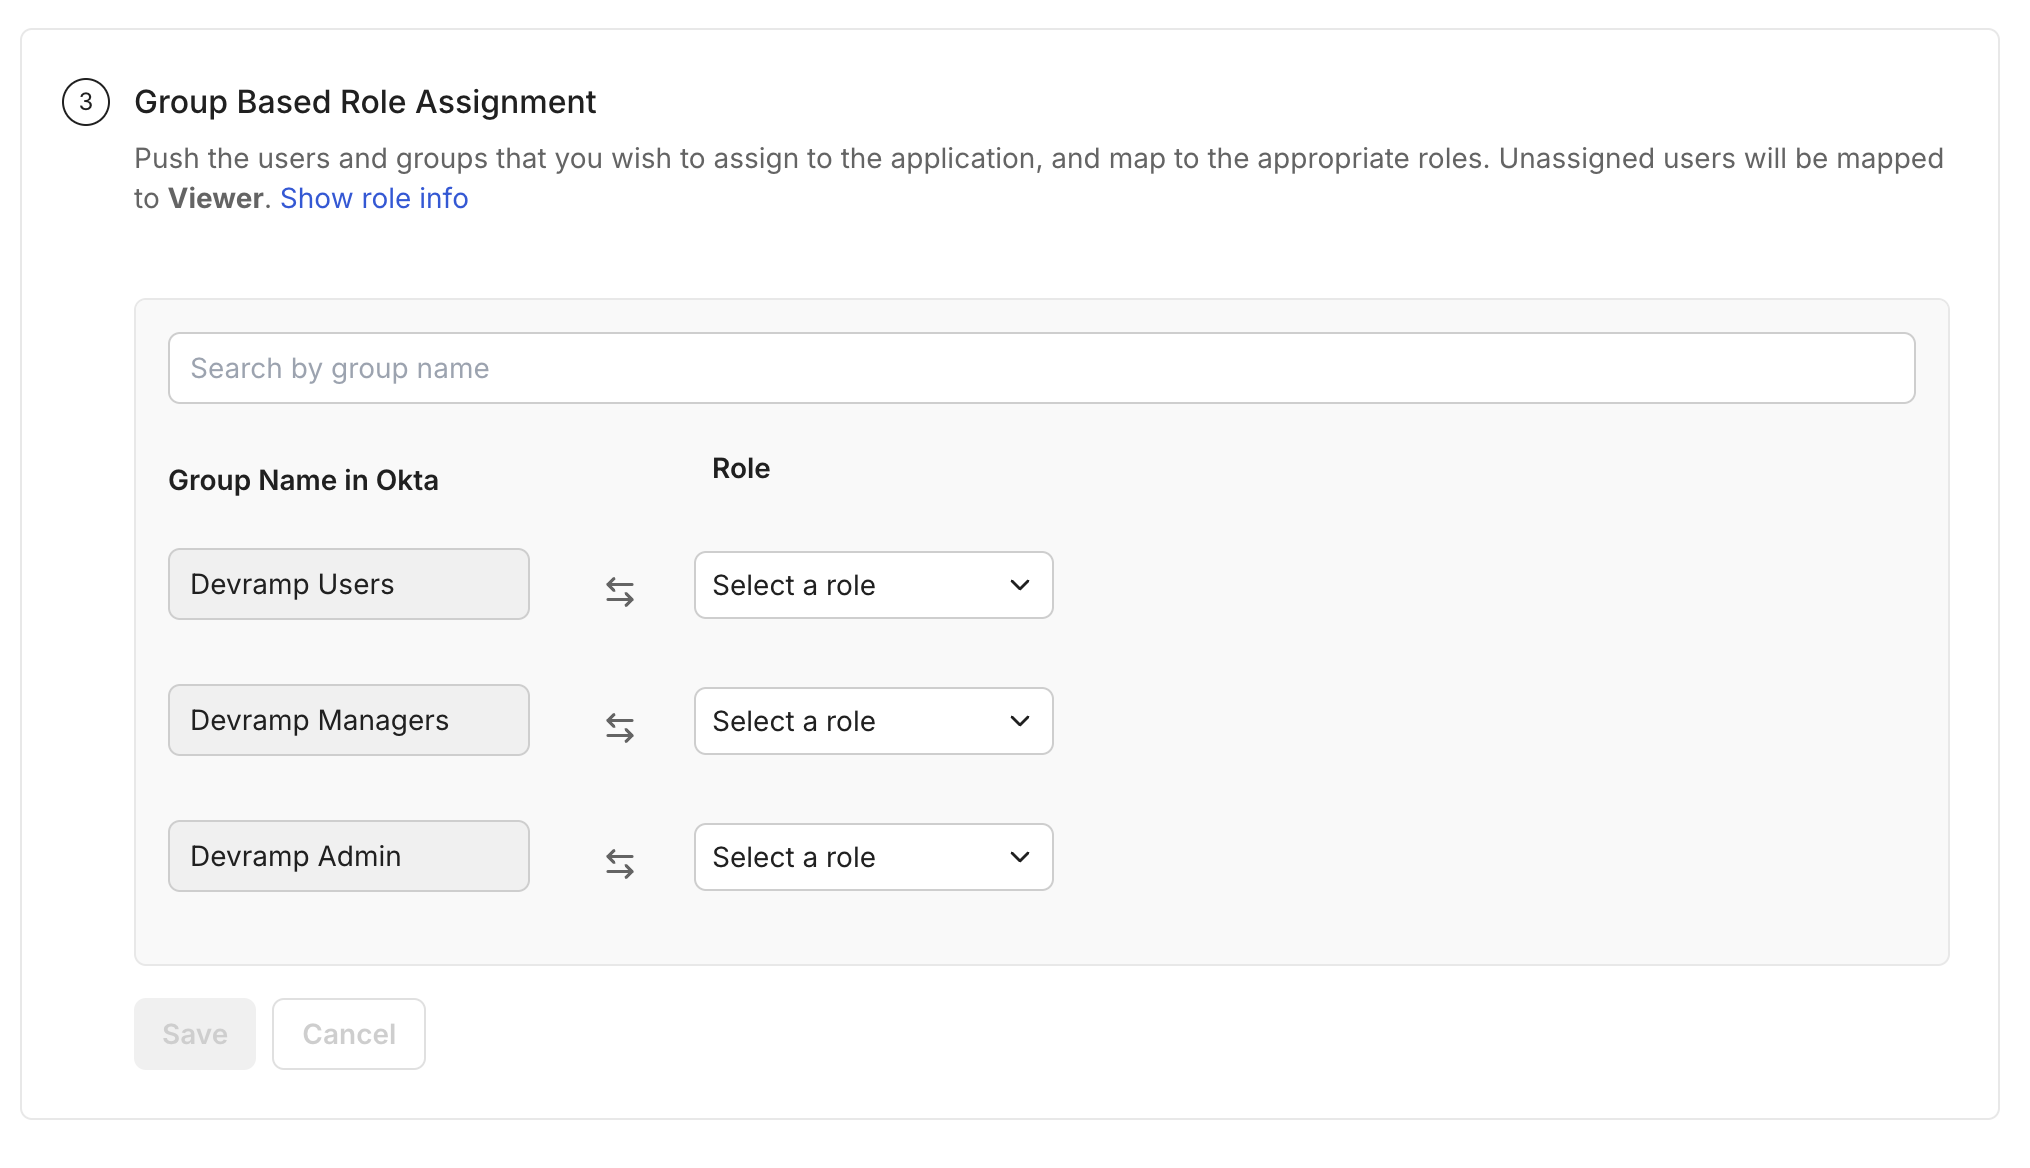 3
Group Based Role Assignment
Push the users and groups that you wish to assign to the application, and map to the appropriate roles. Unassigned users will be mapped
to Viewer. Show role info
Search by group name
Group Name in Okta
Role
Devramp Users
Select a role
Devramp Managers
Select a role
Devramp Admin
Select a role
Save
Cancel